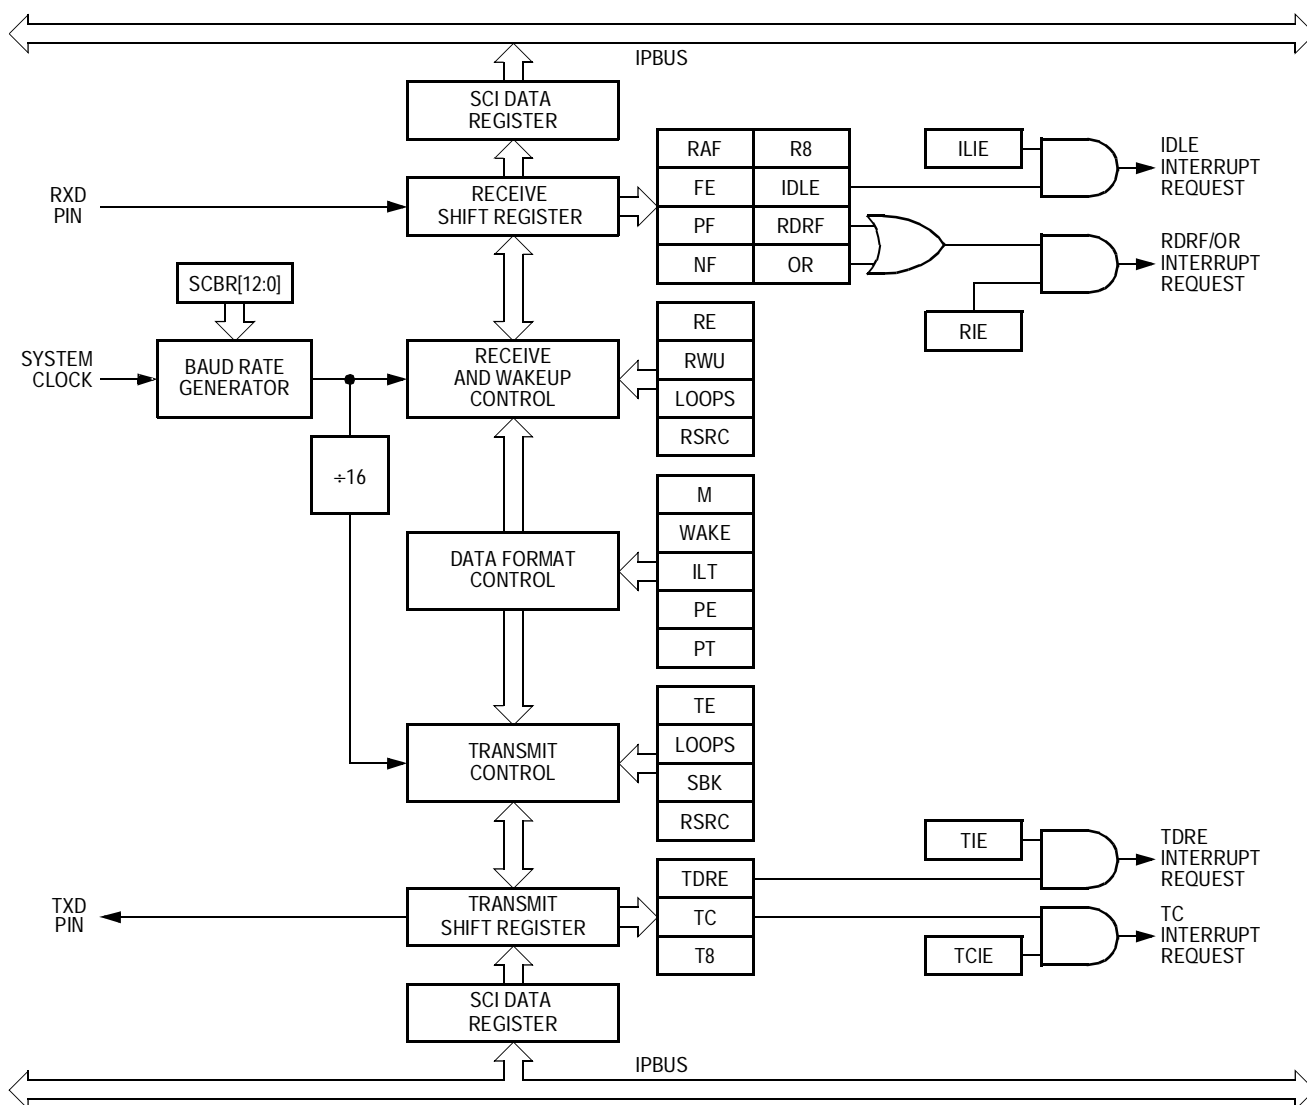 IPBUS
SCI DATA
REGISTER
RAF
R8
ILIE
IDLE
INTERRUPT
REQUEST
RXD
PIN
RECEIVE
SHIFT REGISTER
FE
IDLE
PF
RDRF
NF
OR
RDRF/OR
INTERRUPT
REQUEST
RIE
SCBR[12:0]
SYSTEM
CLOCK
BAUD RATE
GENERATOR
RECEIVE
AND WAKEUP
CONTROL
RE
RWU
LOOPS
RSRC
÷16
DATA FORMAT
CONTROL
M
WAKE
ILT
PE
PT
TRANSMIT
CONTROL
TE
LOOPS
SBK
RSRC
TIE
TDRE
INTERRUPT
REQUEST
TXD
PIN
TRANSMIT
SHIFT REGISTER
TDRE
TC
T8
TCIE
TC
INTERRUPT
REQUEST
SCI DATA
REGISTER
IPBUS